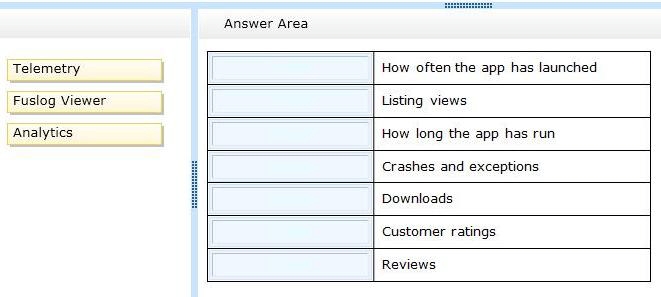 Answer Area
Telemetry
Fuslog Viewer
Analytics
How often the app has launched
Listing views
How long the app has run
Crashes and exceptions
Downloads
Customer ratings
Reviews